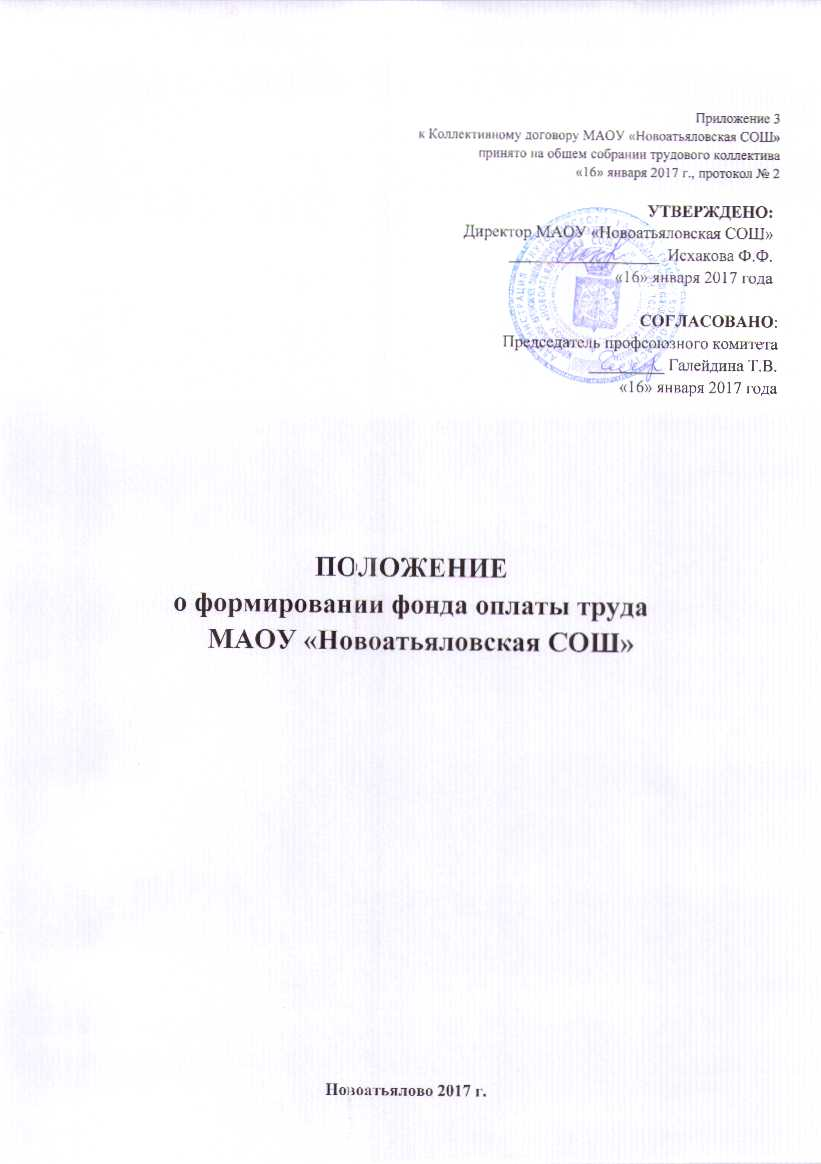 Приложение 3
к Коллективному договору МАОУ «Новоатьяловская СОШ»
принято на общем собрании трудового коллектива
«16» января 2017 г., протокол № 2
УТВЕРЖДЕНО:
Директор МАОУ «Новоатьяловская СОШ»
Исхакова Ф.Ф.
«16» января 2017 года
СОГЛАСОВАНО:
Председатель профсоюзного комитета
Галейдина Т.В.
«16» января 2017 года
ПОЛОЖЕНИЕ
о формировании фонда оплаты труда
МАОУ «Новоатьяловская СОШ»
Новоатьялово 2017 г.